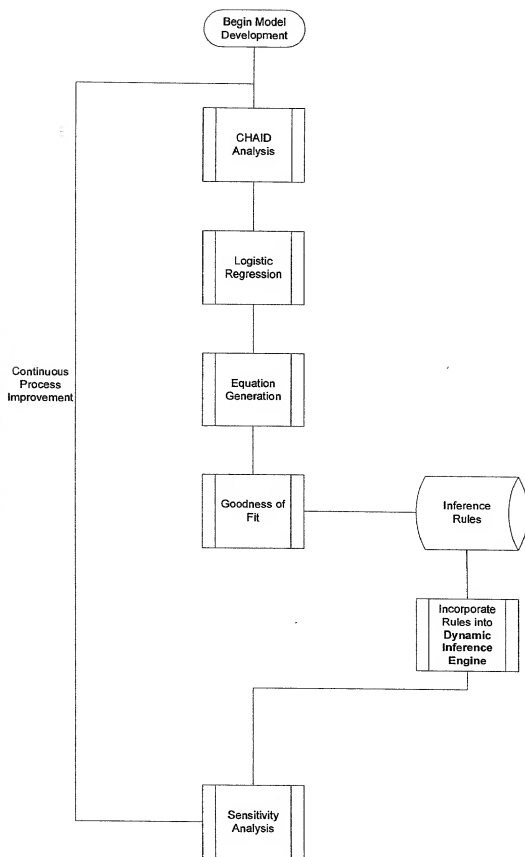 Begin Model
Development
CHAID
Analysis
Logistic
Regression
Continuous
Process
Improvement
Equation
Generation
Goodness of
Fit
Inference
Rules
Incorporate
Rules into
Dynamic
Inference
Engine
Sensitivity
Analysis